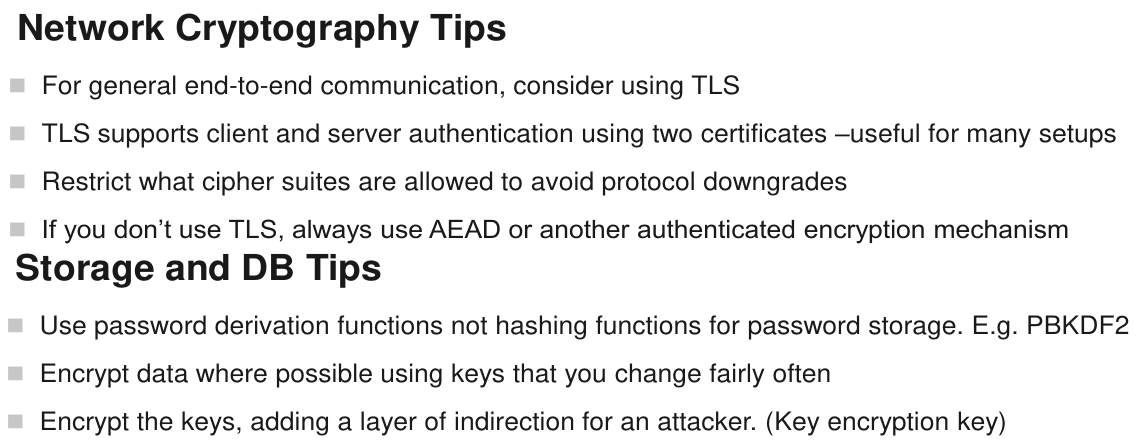 Network Cryptography Tips
For general end-to-end communication, consider using TLS
TLS supports client and server authentication using two certificates –useful for many setups
Restrict what cipher suites are allowed to avoid protocol downgrades
If you don't use TLS, always use AEAD or another authenticated encryption mechanism
Storage and DB Tips
Use password derivation functions not hashing functions for password storage. E.g. PBKDF2
Encrypt data where possible using keys that you change fairly often
Encrypt the keys, adding a layer of indirection for an attacker. (Key encryption key)